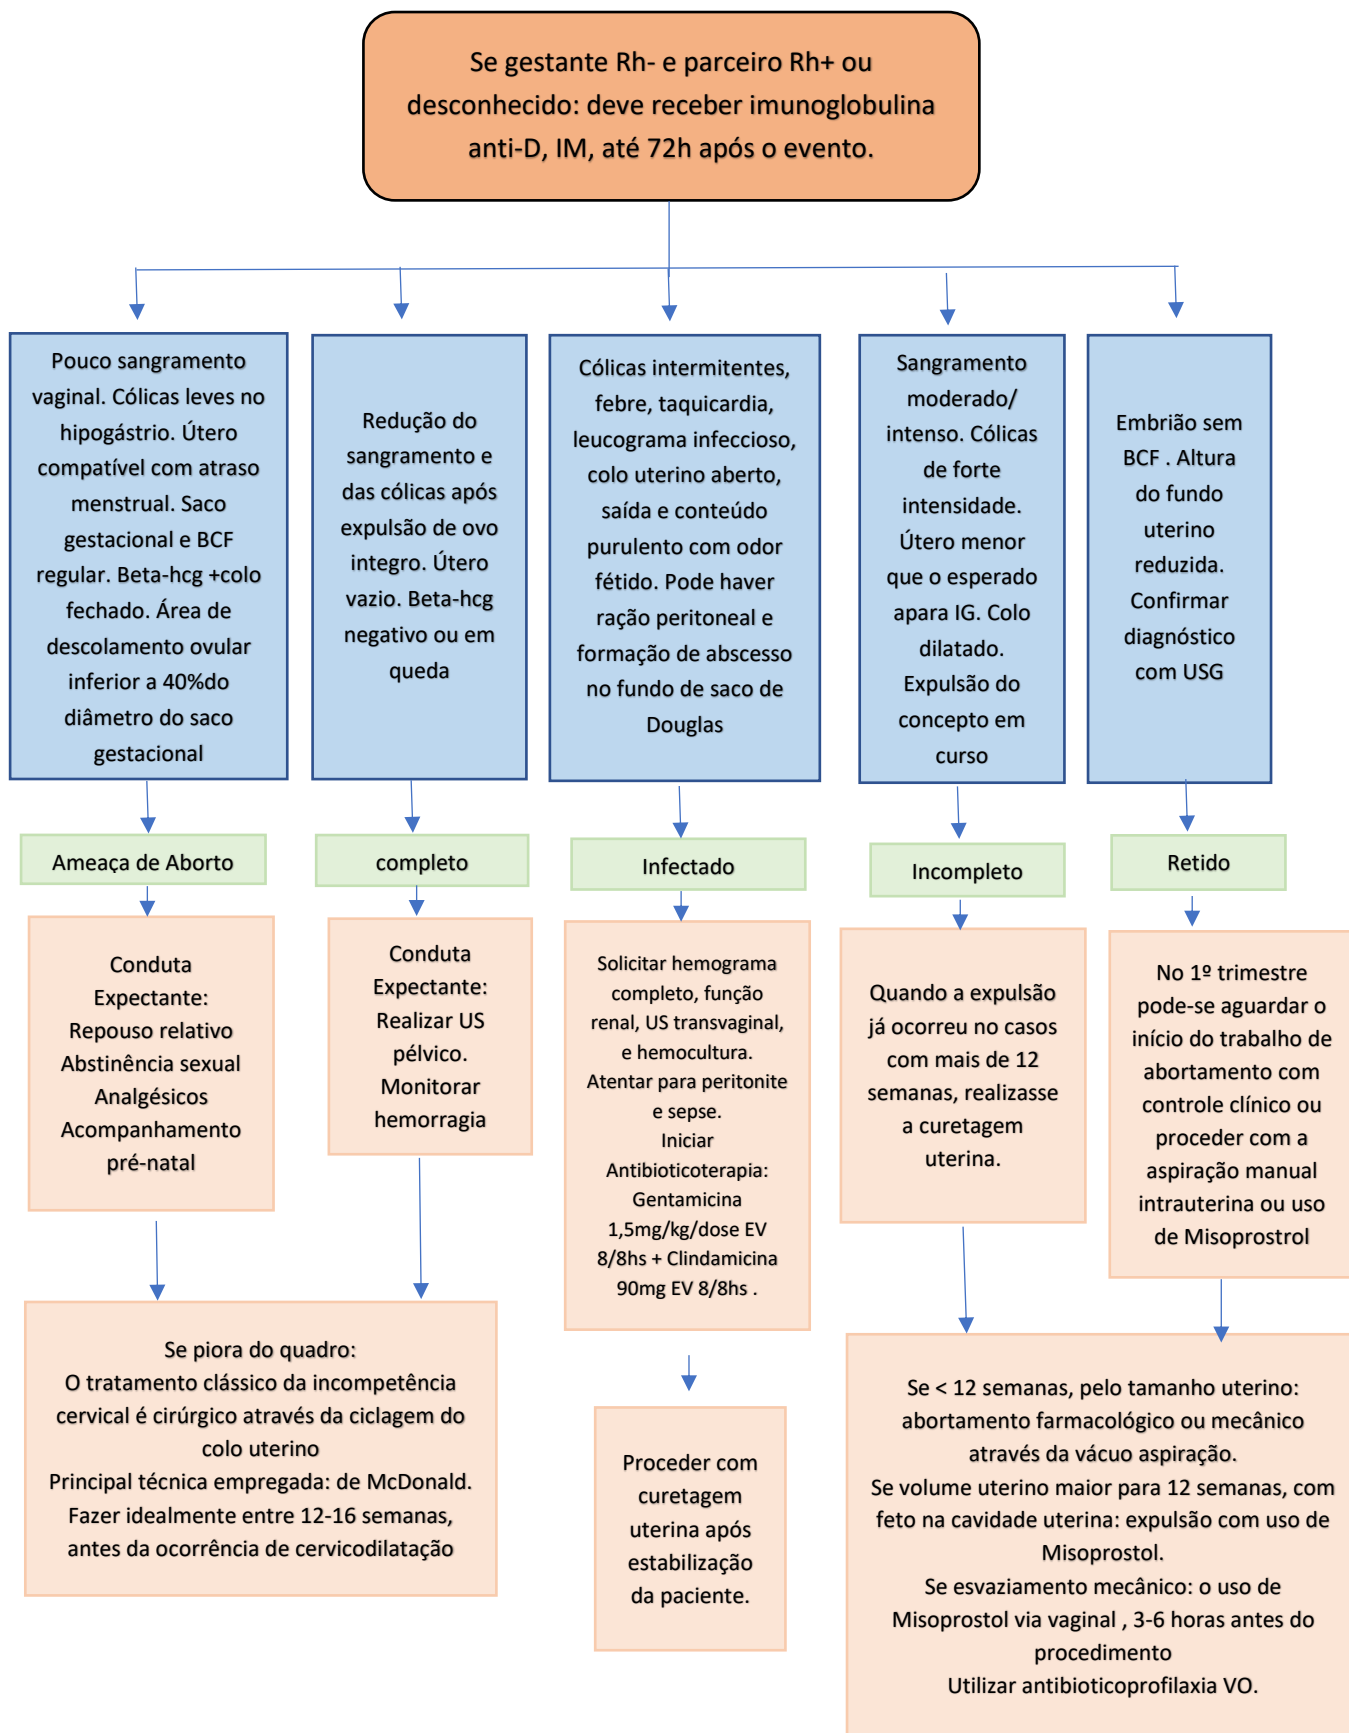 Se gestante Rh- e parceiro Rh+ ou
desconhecido: deve receber imunoglobulina
anti-D, IM, até 72h após o evento.
Pouco sangramento
vaginal. Cólicas leves no
hipogástrio. Útero
compatível com atraso
menstrual. Saco
gestacional e BCF
regular. Beta-hcg +colo
fechado. Área de
descolamento ovular
inferior a 40%do
diâmetro do saco
gestacional
Redução do
sangramento e
das cólicas após
expulsão de ovo
integro. Útero
vazio. Beta-hcg
negativo ou em
queda
Cólicas intermitentes,
febre, taquicardia,
leucograma infeccioso,
colo uterino aberto,
saída e conteúdo
purulento com odor
fétido. Pode haver
ração peritoneal e
formação de abscesso
no fundo de saco de
Douglas
Sangramento
moderado/
intenso. Cólicas
de forte
intensidade.
Útero menor
que o esperado
apara IG. Colo
dilatado.
Expulsão do
concepto em
curso
Embrião sem
BCF . Altura
do fundo
uterino
reduzida.
Confirmar
diagnóstico
com USG
Ameaça de Aborto
completo
Infectado
Incompleto
Retido
Conduta
Expectante:
Repouso relativo
Abstinência sexual
Analgésicos
Acompanhamento
pré-natal
Conduta
Expectante:
Realizar US
pélvico.
Monitorar
hemorragia
Solicitar hemograma
completo, função
renal, US transvaginal,
e hemocultura.
Atentar para peritonite
e sepse.
Iniciar
Antibioticoterapia:
Gentamicina
1,5mg/kg/dose EV
8/8hs + Clindamicina
90mg EV 8/8hs .
Quando a expulsão
já ocorreu no casos
com mais de 12
semanas, realizasse
a curetagem
uterina.
No 1º trimestre
pode-se aguardar o
início do trabalho de
abortamento com
controle clínico ou
proceder com a
aspiração manual
intrauterina ou uso
de Misoprostrol
Se piora do quadro:
O tratamento clássico da incompetência
cervical é cirúrgico através da ciclagem do
colo uterino
Principal técnica empregada: de McDonald.
Fazer idealmente entre 12-16 semanas,
antes da ocorrência de cervicodilatação
Proceder com
curetagem
uterina após
estabilização
da paciente.
Se < 12 semanas, pelo tamanho uterino:
abortamento farmacológico ou mecânico
através da vácuo aspiração.
Se volume uterino maior para 12 semanas, com
feto na cavidade uterina: expulsão com uso de
Misoprostol.
Se esvaziamento mecânico: o uso de
Misoprostol via vaginal , 3-6 horas antes do
procedimento
Utilizar antibioticoprofilaxia VO.